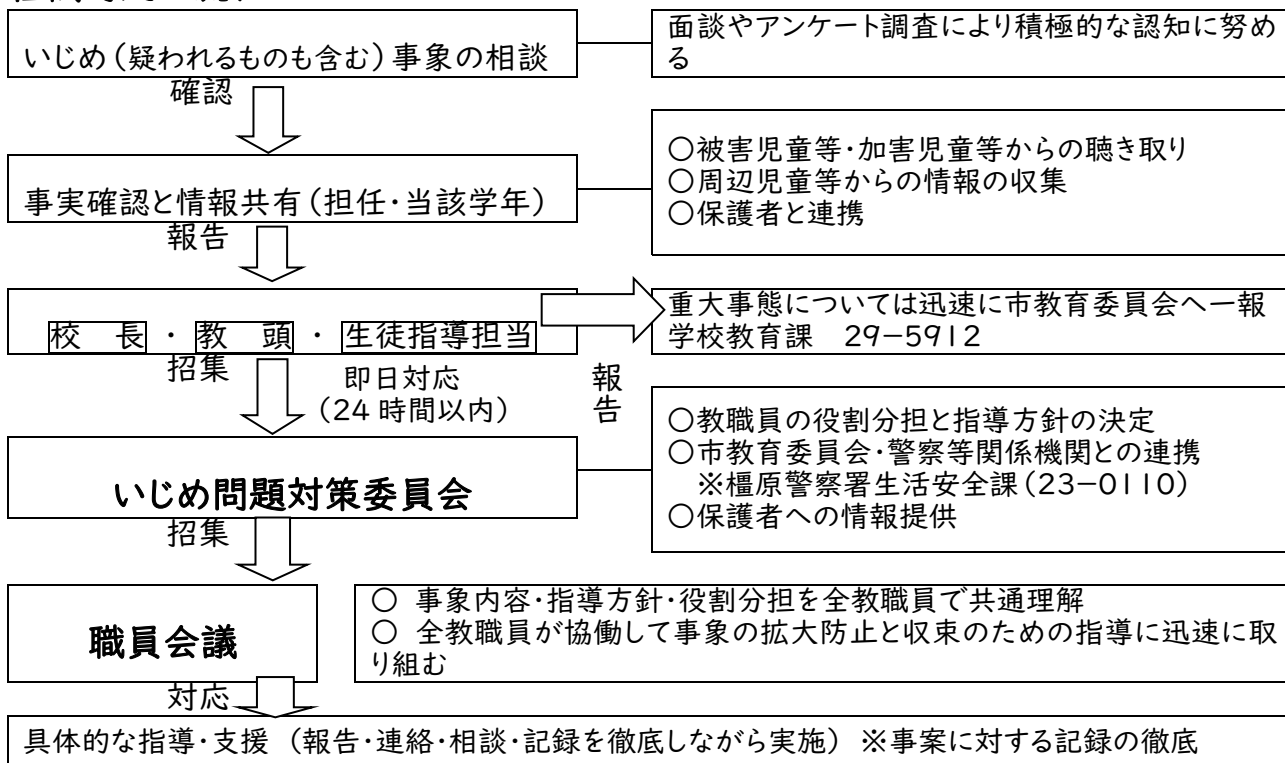 いじめ（疑われるものも含む）事象の相談
面談やアンケート調査により積極的な認知に努め
る
確認
事実確認と情報共有（担任・当該学年）
○被害児童等・加害児童等からの聴き取り
○周辺児童等からの情報の収集
○保護者と連携
報告
校　長 ・ 教　頭 ・ 生徒指導担当
重大事態については迅速に市教育委員会へ一報
学校教育課　29－5912
招集
即日対応
（24 時間以内）
報告
いじめ問題対策委員会
○教職員の役割分担と指導方針の決定
○市教育委員会・警察等関係機関との連携
※橿原警察署生活安全課（23－0110）
○保護者への情報提供
招集
職員会議
○ 事象内容・指導方針・役割分担を全教職員で共通理解
○ 全教職員が協働して事象の拡大防止と収束のための指導に迅速に取
り組む
対応
具体的な指導・支援 （報告・連絡・相談・記録を徹底しながら実施） ※事案に対する記録の徹底